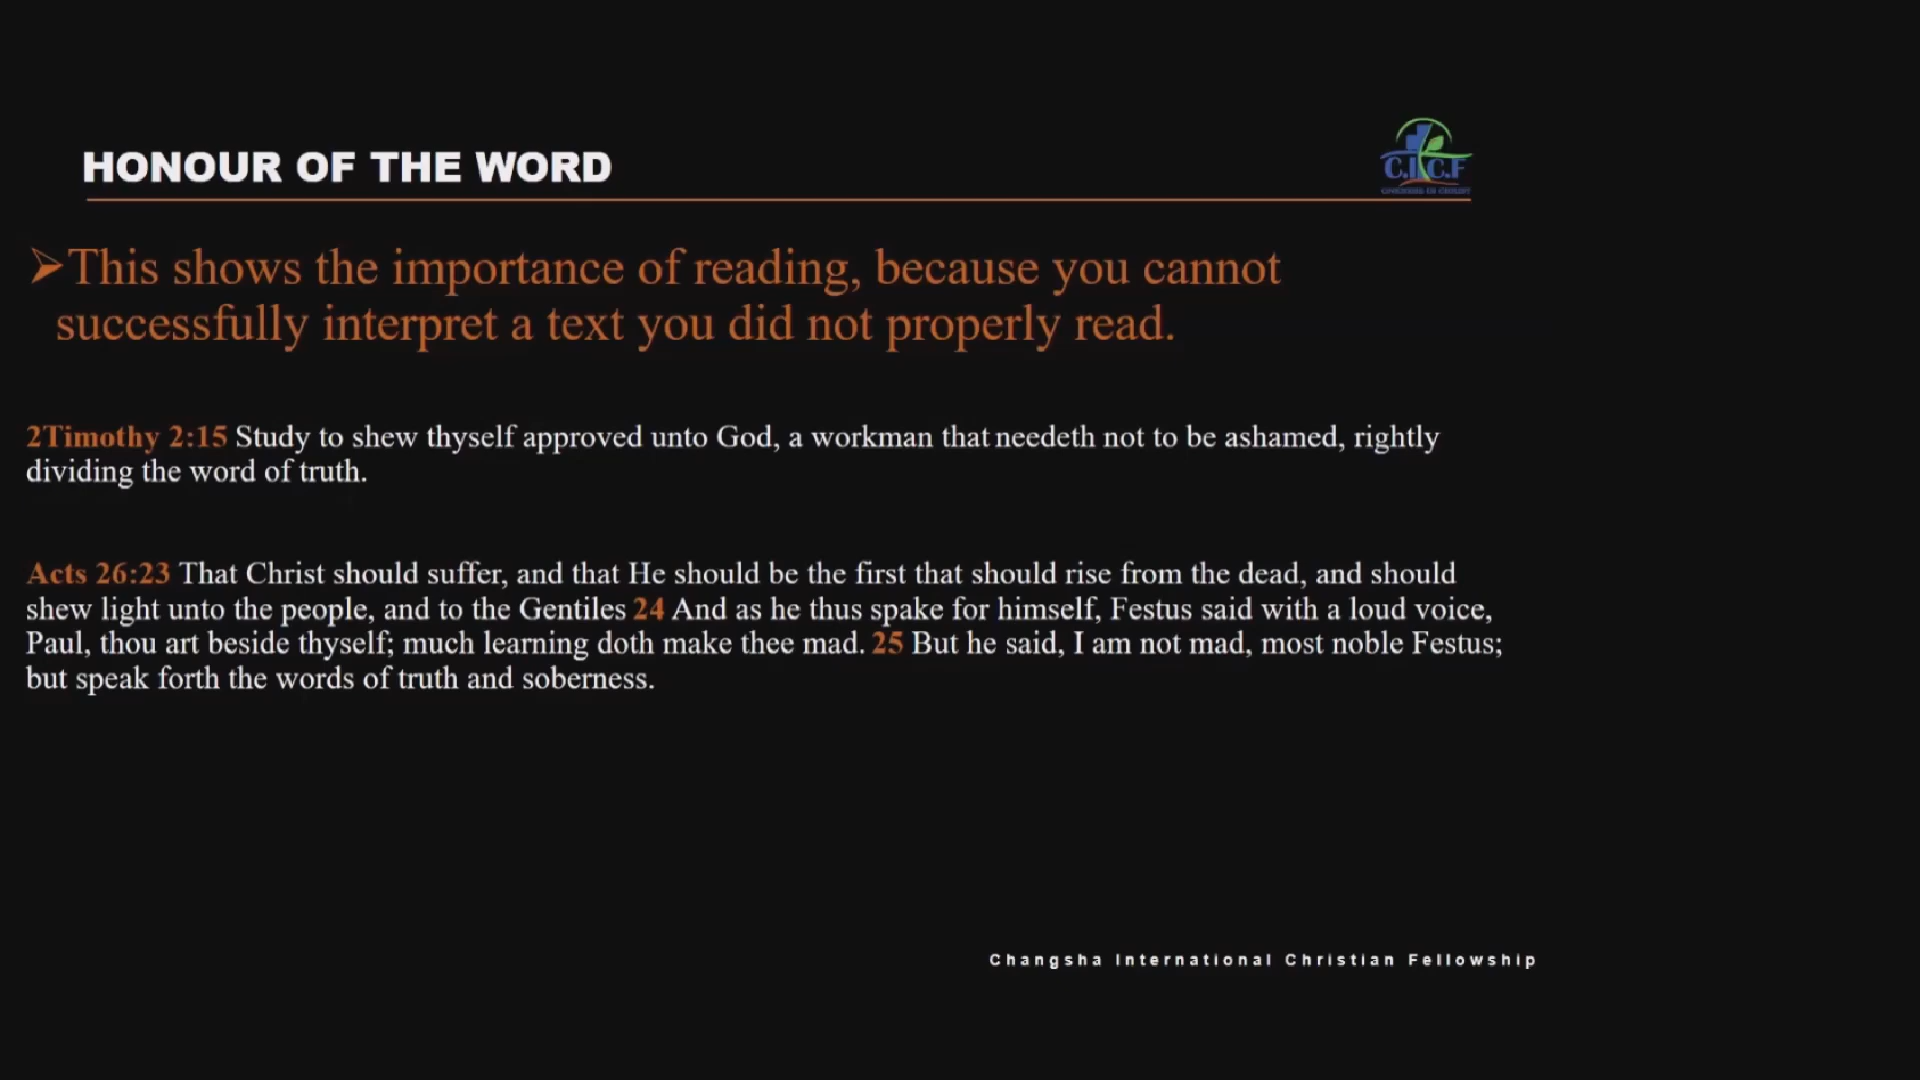 HONOUR OF THE WORD
C.I.C.F
➢This shows the importance of reading, because you cannot
successfully interpret a text you did not properly read.
2Timothy 2:15 Study to shew thyself approved unto God, a workman that needeth not to be ashamed, rightly
dividing the word of truth.
Acts 26:23 That Christ should suffer, and that He should be the first that should rise from the dead, and should
shew light unto the people, and to the Gentiles 24 And as he thus spake for himself, Festus said with a loud voice,
Paul, thou art beside thyself; much learning doth make thee mad. 25 But he said, I am not mad, most noble Festus;
but speak forth the words of truth and soberness.
Changsha International Christian Fellowship